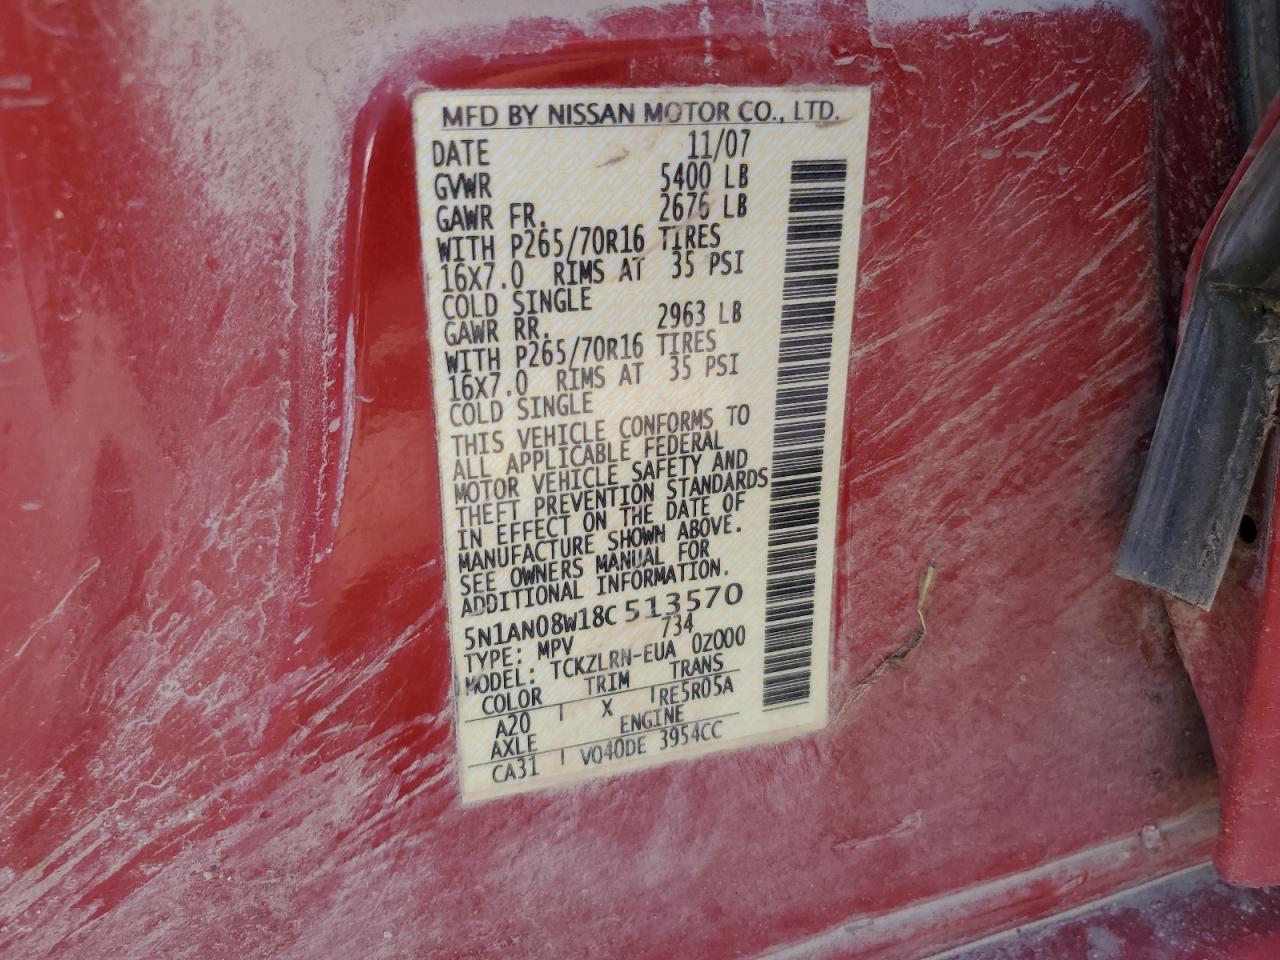 MFD BY NISSAN MOTOR CO., LTD.
DATE 11/07
GVWR 5400 LB
GAWR FR. 2676 LB
WITH P265/70R16 TIRES
16X7.0 RIMS AT 35 PSI
COLD SINGLE
GAWR RR. 2963 LB
WITH P265/70R16 TIRES
16X7.0 RIMS AT 35 PSI
COLD SINGLE
THIS VEHICLE CONFORMS TO
ALL APPLICABLE FEDERAL
MOTOR VEHICLE SAFETY AND
THEFT PREVENTION STANDARDS
IN EFFECT ON THE DATE OF
MANUFACTURE SHOWN ABOVE.
SEE OWNERS MANUAL FOR
ADDITIONAL INFORMATION.
5N1AN08W18C513570
TYPE: MPV 734
MODEL: TCKZLRN-EUA 0Z000
COLOR TRIM TRANS
A20 X RE5R05A
AXLE ENGINE
CA31 VQ40DE 3954CC